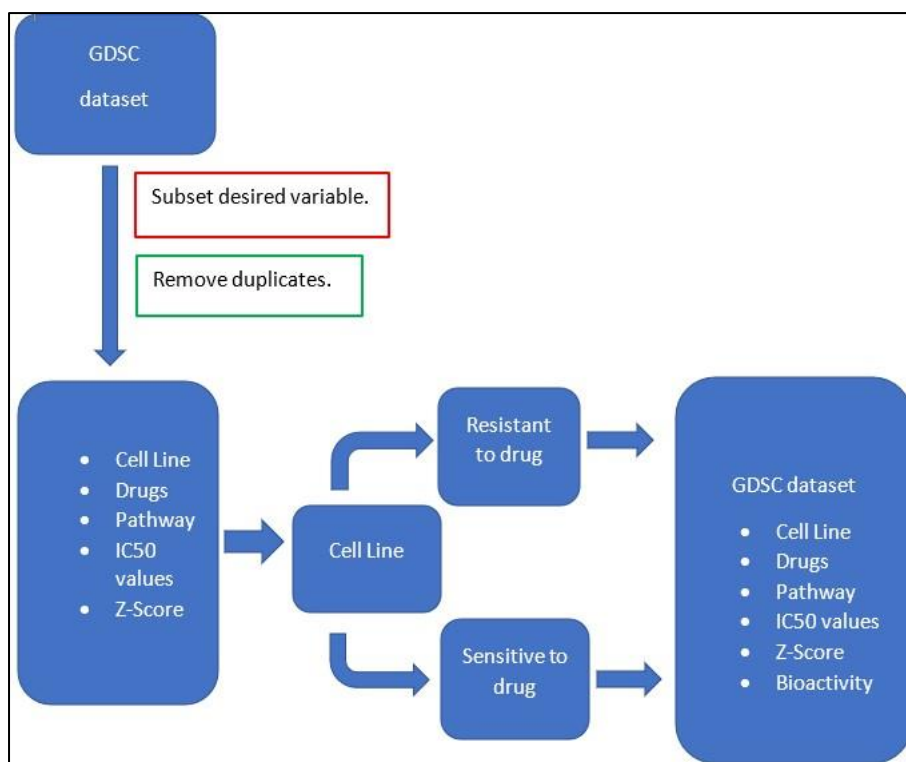 GDSC
dataset
Subset desired variable.
Remove duplicates.
• Cell Line
• Drugs
• Pathway
• IC50
values
• Z-Score
Cell Line
Resistant
to drug
Sensitive to
drug
GDSC dataset
• Cell Line
• Drugs
• Pathway
• IC50 values
• Z-Score
• Bioactivity